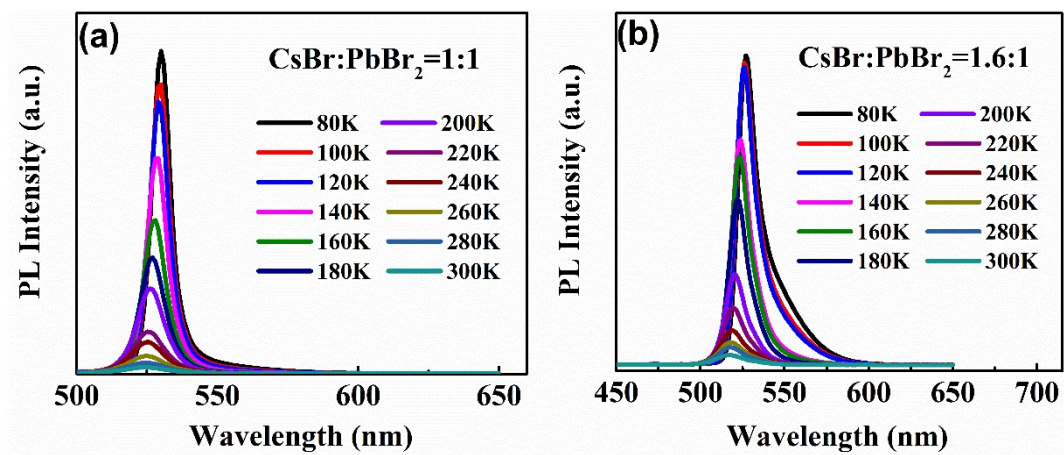 (a)
CsBr:PbBr₂=1:1
80K 200K
100K 220K
120K 240K
140K 260K
160K 280K
180K 300K
PL Intensity (a.u.)
500 550 600 650
Wavelength (nm)
(b)
CsBr:PbBr₂=1.6:1
80K 200K
100K 220K
120K 240K
140K 260K
160K 280K
180K 300K
PL Intensity (a.u.)
450 500 550 600 650 700
Wavelength (nm)